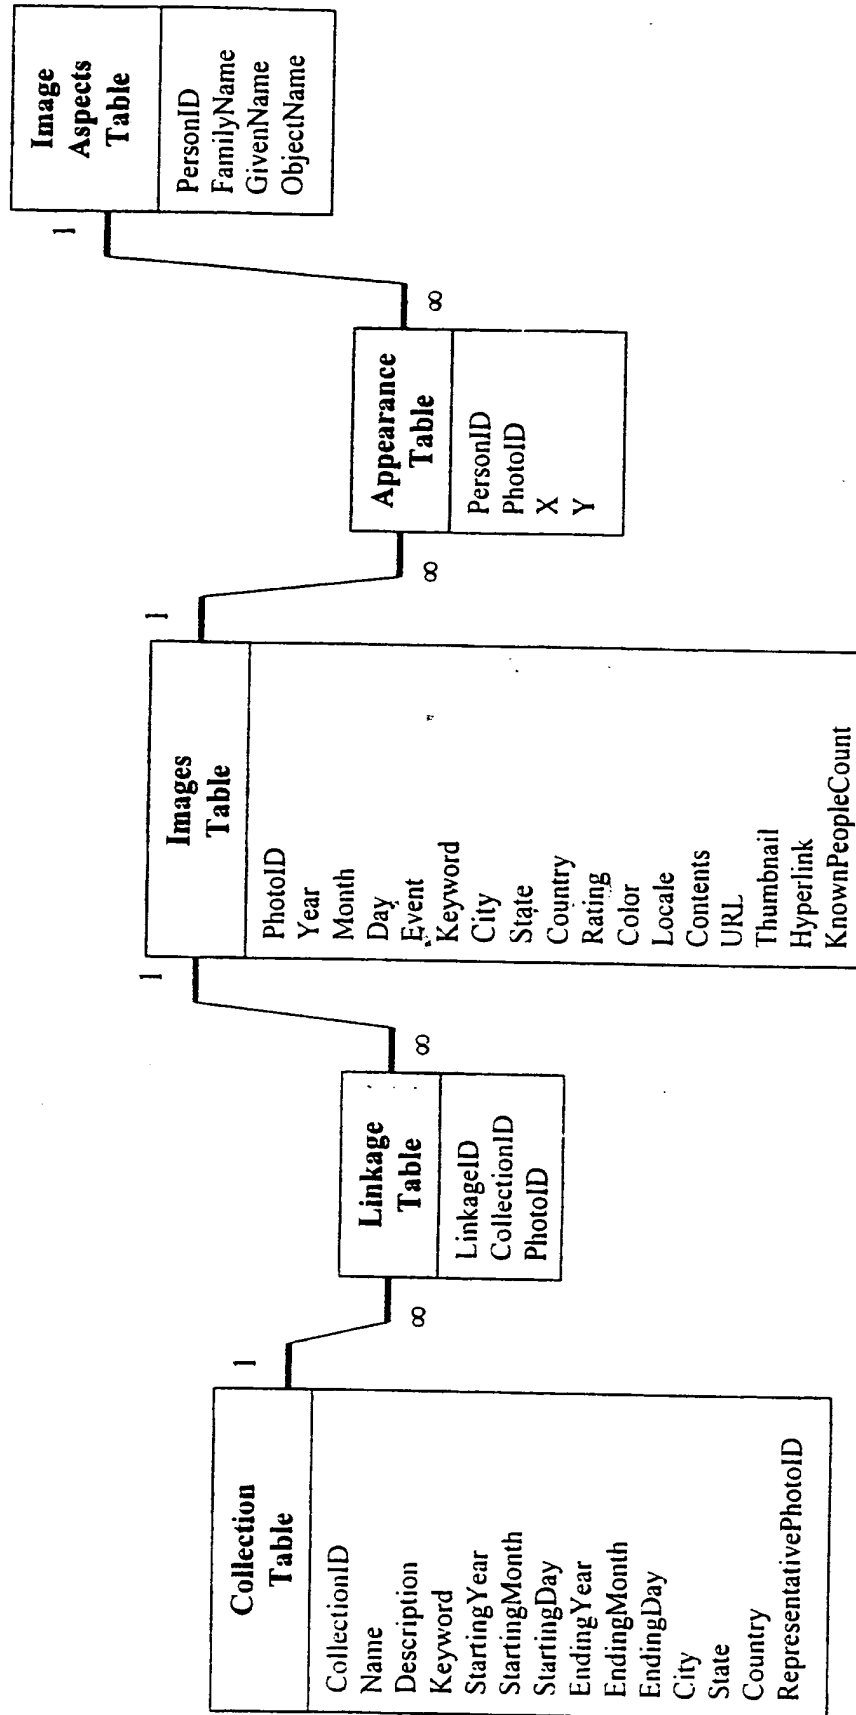 Collection
Table
CollectionID
Name
Description
Keyword
StartingYear
StartingMonth
StartingDay
EndingYear
EndingMonth
EndingDay
City
State
Country
RepresentativePhotoID
1
∞
Linkage
Table
LinkageID
CollectionID
PhotoID
∞
1
Images
Table
PhotoID
Year
Month
Day
Event
Keyword
City
State
Country
Rating
Color
Locale
Contents
URL
Thumbnail
Hyperlink
KnownPeopleCount
1
∞
Appearance
Table
PersonID
PhotoID
X
Y
∞
1
Image
Aspects
Table
PersonID
FamilyName
GivenName
ObjectName